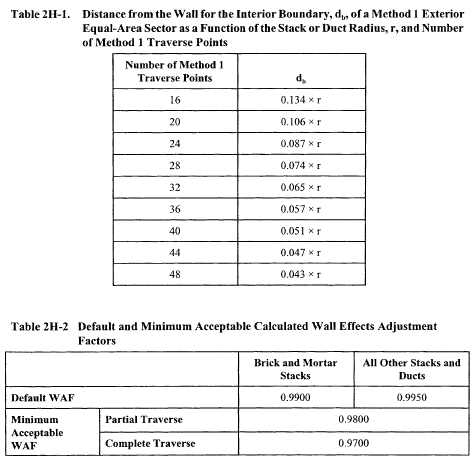 Table 2H-1. Distance from the Wall for the Interior Boundary, d_b, of a Method 1 Exterior
Equal-Area Sector as a Function of the Stack or Duct Radius, r, and Number
of Method 1 Traverse Points
Number of Method 1
Traverse Points
d_b
16 0.134 × r
20 0.106 × r
24 0.087 × r
28 0.074 × r
32 0.065 × r
36 0.057 × r
40 0.051 × r
44 0.047 × r
48 0.043 × r
Table 2H-2 Default and Minimum Acceptable Calculated Wall Effects Adjustment
Factors
Brick and Mortar
Stacks
All Other Stacks and
Ducts
Default WAF 0.9900 0.9950
Minimum
Acceptable
WAF
Partial Traverse 0.9800
Complete Traverse 0.9700